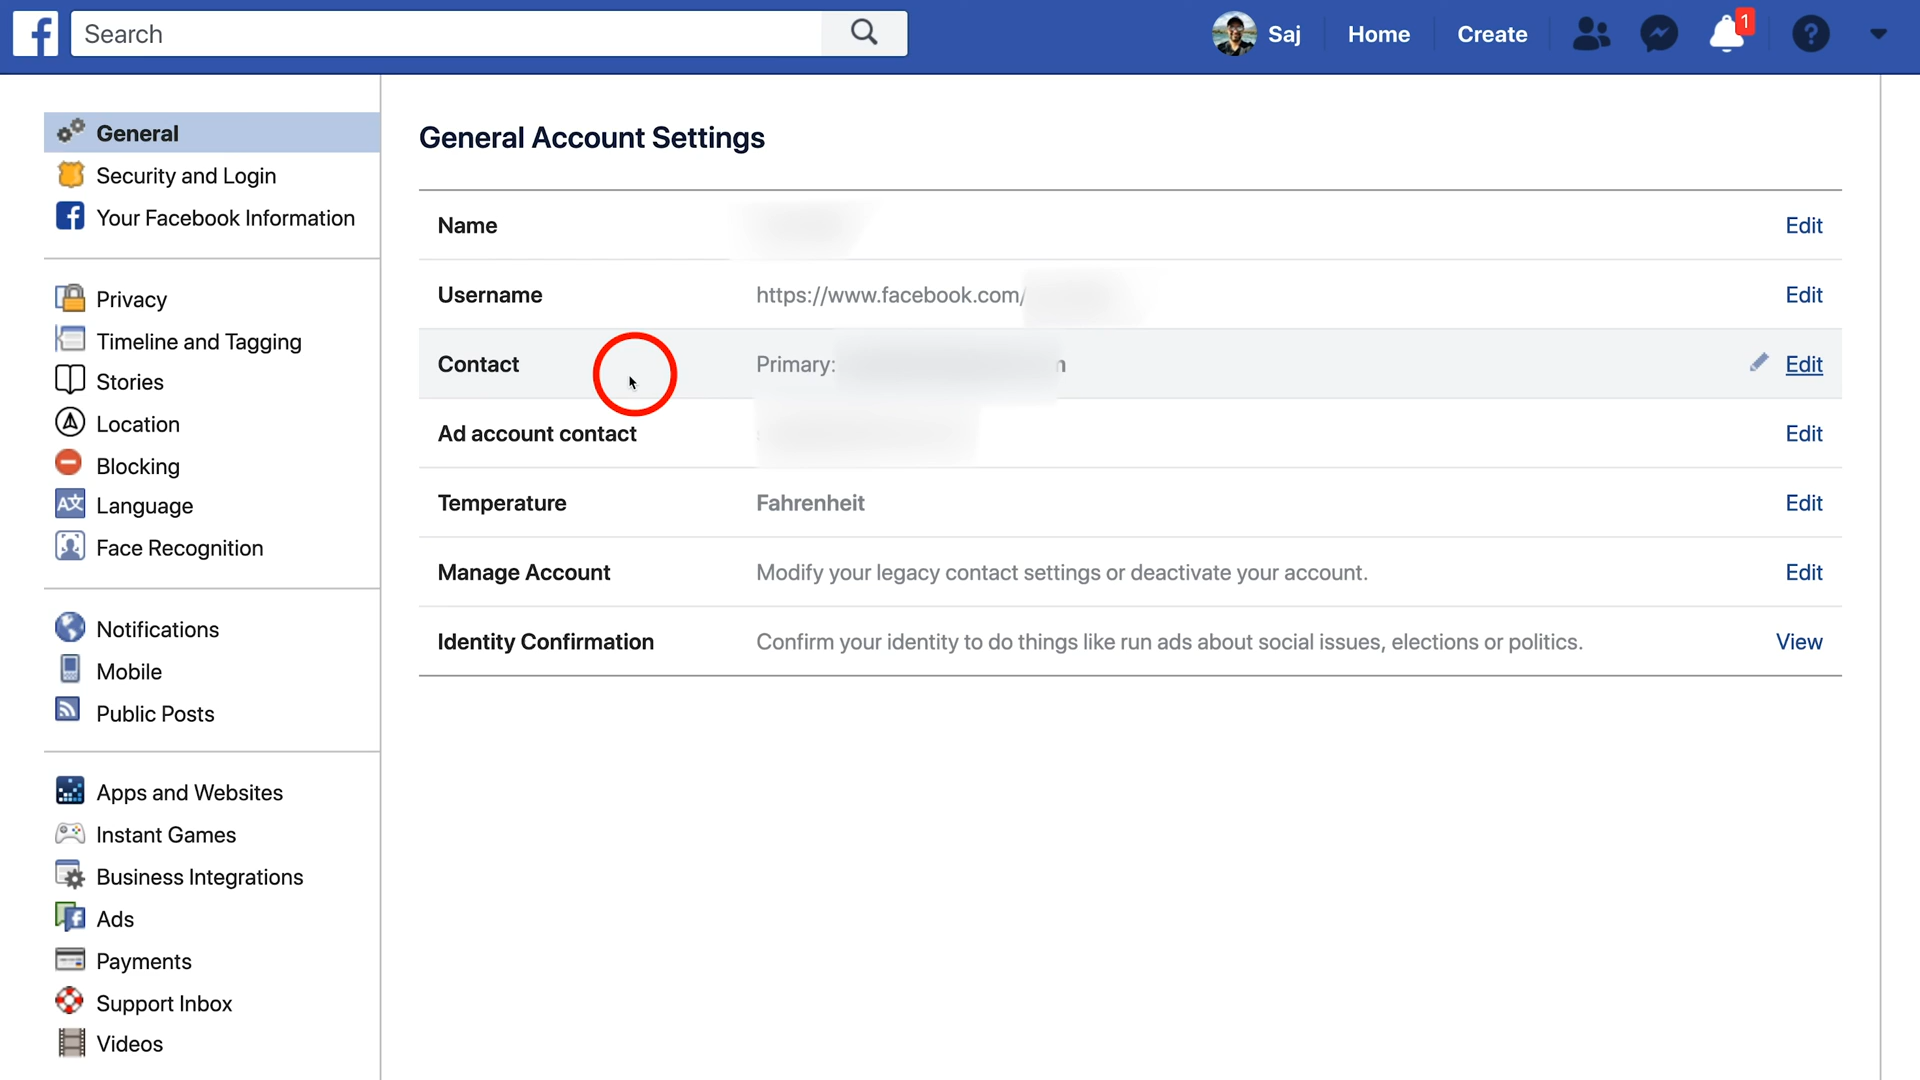 Search
Saj
Home
Create
1
General
Security and Login
Your Facebook Information
Privacy
Timeline and Tagging
Stories
Location
Blocking
Language
Face Recognition
Notifications
Mobile
Public Posts
Apps and Websites
Instant Games
Business Integrations
Ads
Payments
Support Inbox
Videos
General Account Settings
Name Edit
Username https://www.facebook.com/ Edit
Contact Primary: Edit
Ad account contact Edit
Temperature Fahrenheit Edit
Manage Account Modify your legacy contact settings or deactivate your account. Edit
Identity Confirmation Confirm your identity to do things like run ads about social issues, elections or politics. View